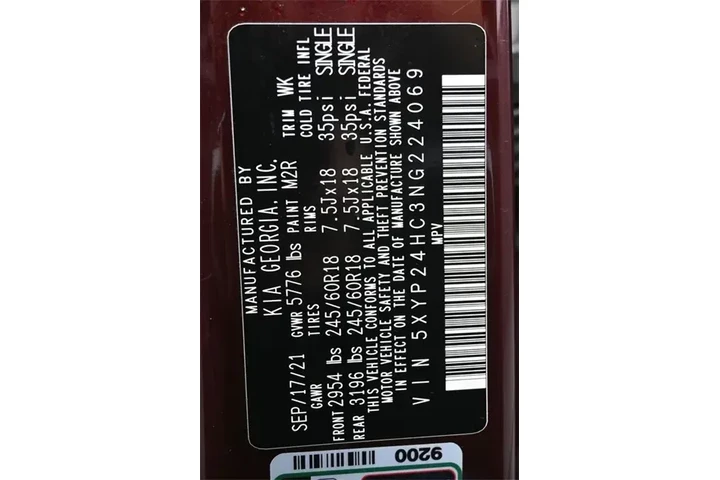 MANUFACTURED BY
KIA GEORGIA, INC.
SEP/17/21 GVWR 5776 lbs PAINT M2R TRIM WK
GAWR TIRES RIMS COLD TIRE INFL
FRONT 2954 lbs 245/60R18 7.5Jx18 35psi SINGLE
REAR 3196 lbs 245/60R18 7.5Jx18 35psi SINGLE
THIS VEHICLE CONFORMS TO ALL APPLICABLE U.S.A. FEDERAL
MOTOR VEHICLE SAFETY AND THEFT PREVENTION STANDARDS
IN EFFECT ON THE DATE OF MANUFACTURE SHOWN ABOVE
VIN 5XYP24HC3NG224069
MPV
9200